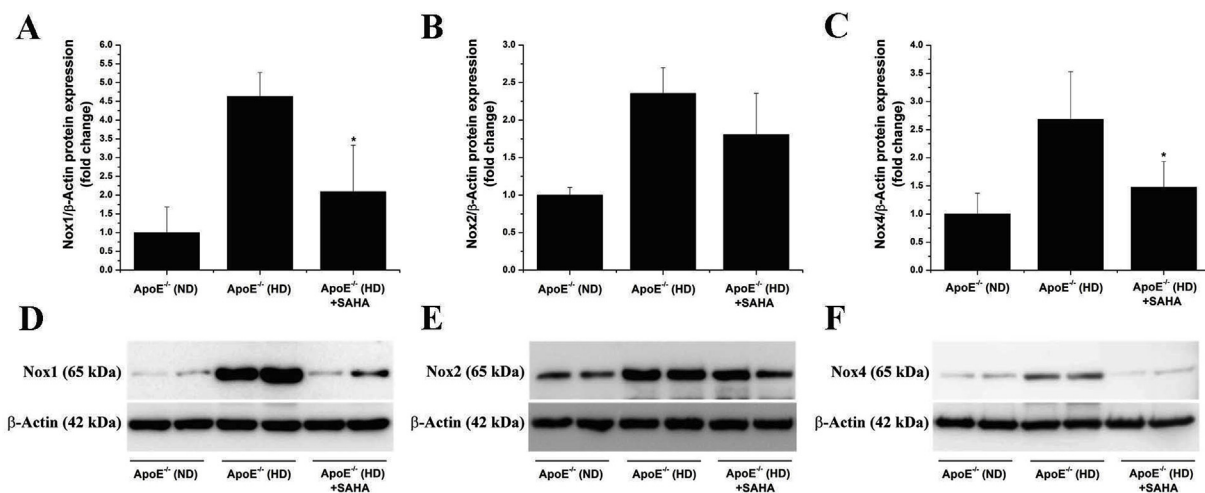 A
Nox1/β-Actin protein expression
(fold change)
6.0
5.5
5.0
4.5
4.0
3.5
3.0
2.5
2.0
1.5
1.0
0.5
0.0
*
ApoE-/- (ND)
ApoE-/- (HD)
ApoE-/- (HD)
+SAHA
B
Nox2/β-Actin protein expression
(fold change)
3.0
2.5
2.0
1.5
1.0
0.5
0.0
ApoE-/- (ND)
ApoE-/- (HD)
ApoE-/- (HD)
+SAHA
C
Nox4/β-Actin protein expression
(fold change)
4.0
3.5
3.0
2.5
2.0
1.5
1.0
0.5
0.0
*
ApoE-/- (ND)
ApoE-/- (HD)
ApoE-/- (HD)
+SAHA
D
Nox1 (65 kDa)
β-Actin (42 kDa)
ApoE-/- (ND)
ApoE-/- (HD)
ApoE-/- (HD)
+SAHA
E
Nox2 (65 kDa)
β-Actin (42 kDa)
ApoE-/- (ND)
ApoE-/- (HD)
ApoE-/- (HD)
+SAHA
F
Nox4 (65 kDa)
β-Actin (42 kDa)
ApoE-/- (ND)
ApoE-/- (HD)
ApoE-/- (HD)
+SAHA